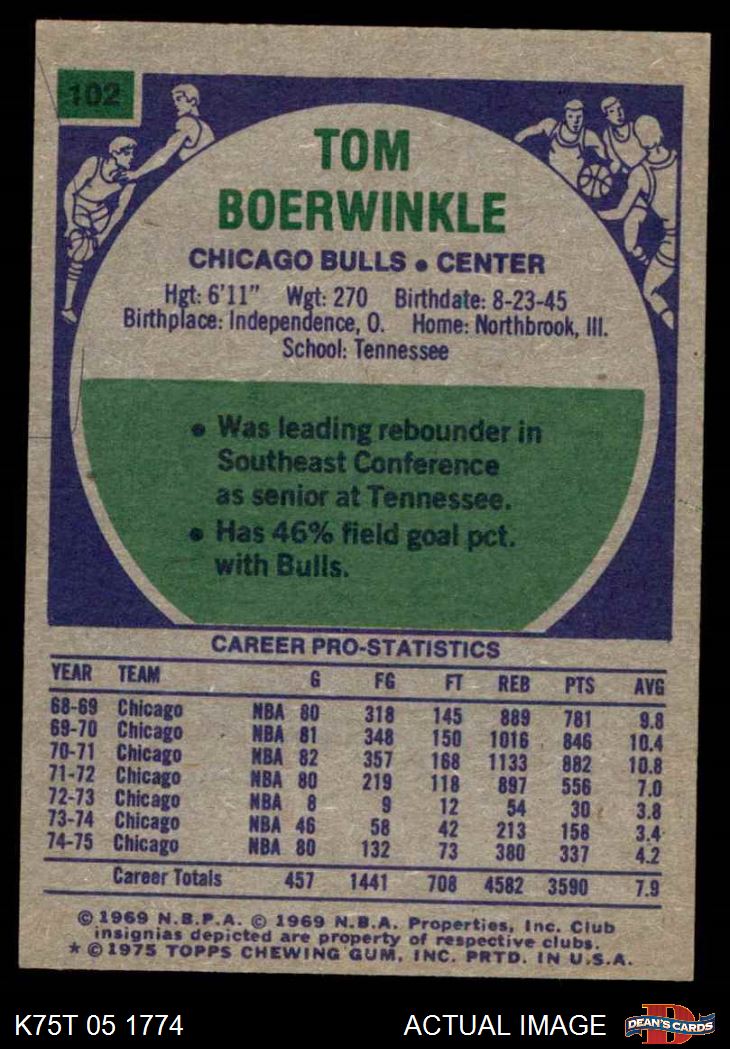 102
TOM
BOERWINKLE
CHICAGO BULLS • CENTER
Hgt: 6'11" Wgt: 270 Birthdate: 8-23-45
Birthplace: Independence, O. Home: Northbrook, Ill.
School: Tennessee
• Was leading rebounder in
Southeast Conference
as senior at Tennessee.
• Has 46% field goal pct.
with Bulls.
CAREER PRO-STATISTICS
YEAR TEAM G FG FT REB PTS AVG
68-69 Chicago NBA 80 318 145 889 781 9.8
69-70 Chicago NBA 81 348 150 1016 846 10.4
70-71 Chicago NBA 82 357 168 1133 882 10.8
71-72 Chicago NBA 80 219 118 897 556 7.0
72-73 Chicago NBA 8 9 12 54 30 3.8
73-74 Chicago NBA 46 58 42 213 158 3.4
74-75 Chicago NBA 80 132 73 380 337 4.2
Career Totals 457 1441 708 4582 3590 7.9
© 1969 N.B.P.A. © 1969 N.B.A. Properties, Inc. Club
insignias depicted are property of respective clubs.
* © 1975 TOPPS CHEWING GUM, INC. PRTD. IN U.S.A.
K75T 05 1774 ACTUAL IMAGE D DEAN'S CARDS